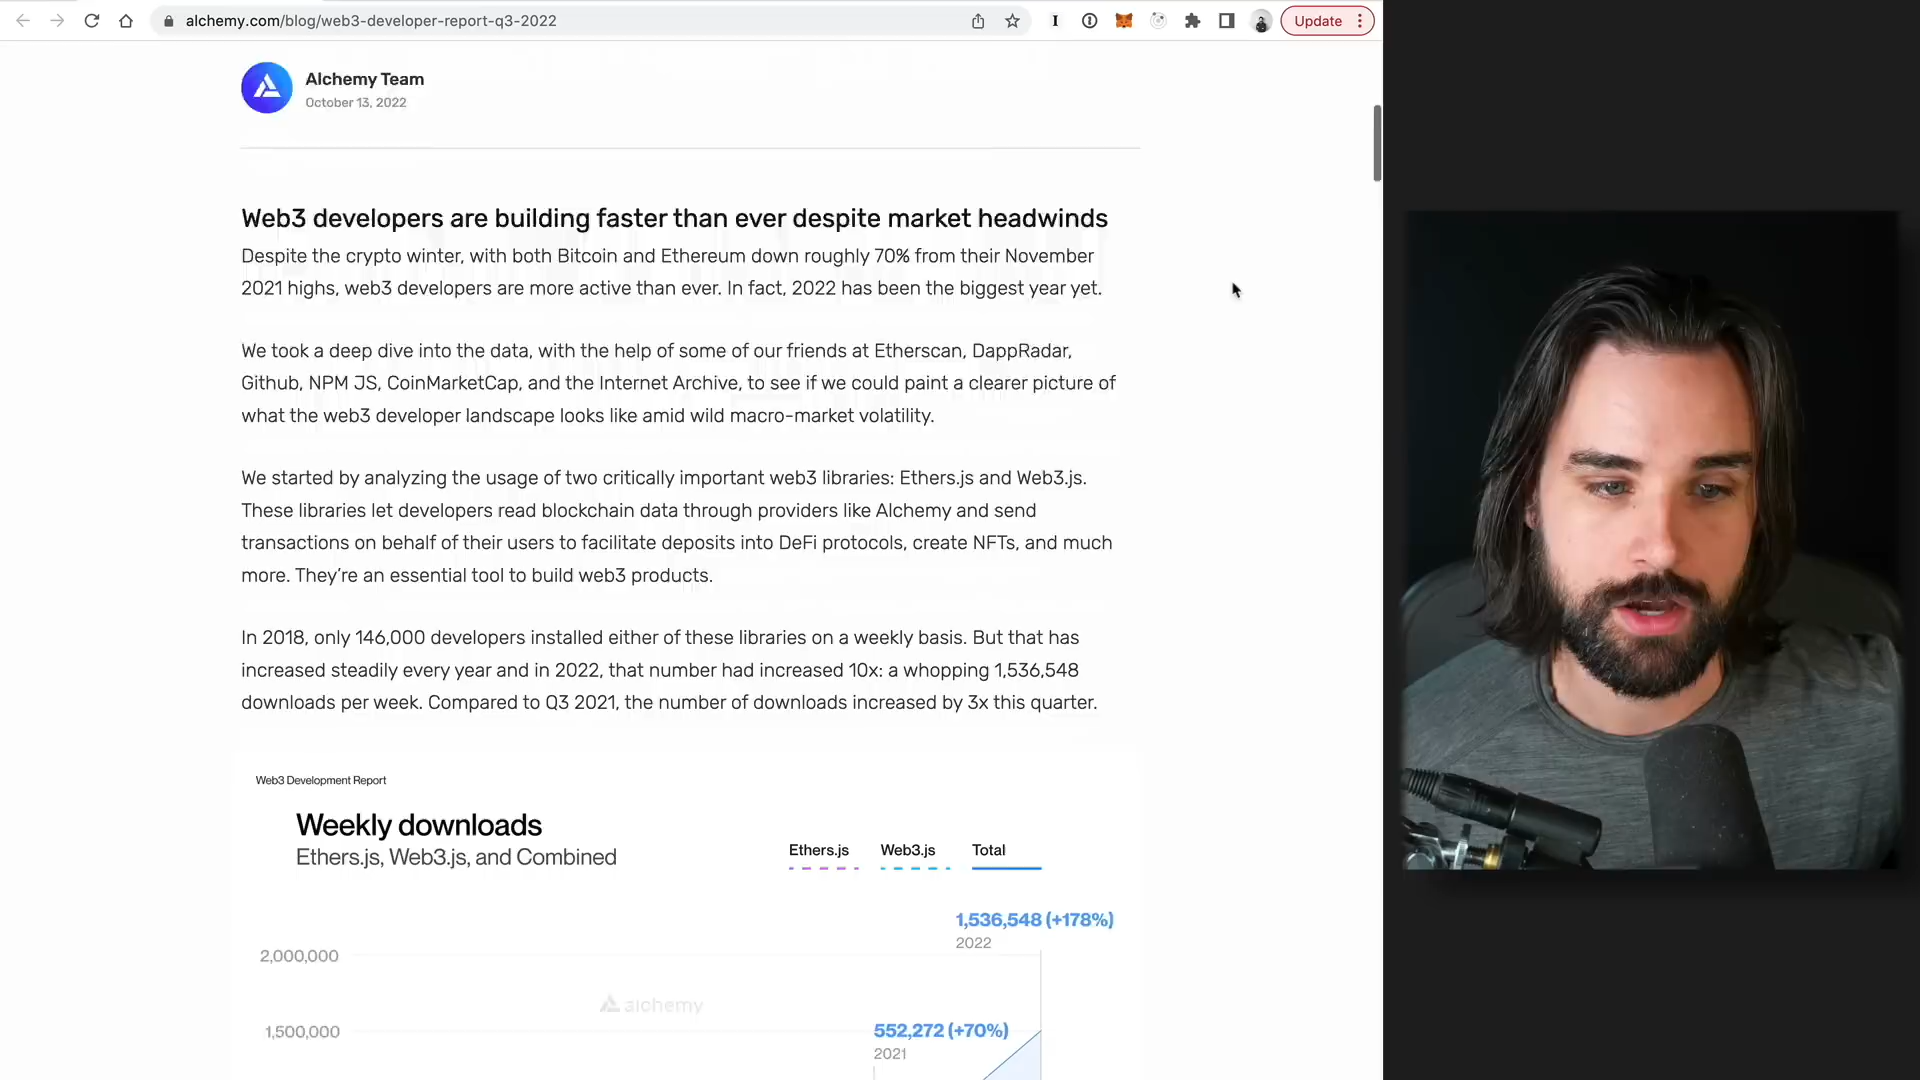 alchemy.com/blog/web3-developer-report-q3-2022
Update
Alchemy Team
October 13, 2022
Web3 developers are building faster than ever despite market headwinds
Despite the crypto winter, with both Bitcoin and Ethereum down roughly 70% from their November
2021 highs, web3 developers are more active than ever. In fact, 2022 has been the biggest year yet.
We took a deep dive into the data, with the help of some of our friends at Etherscan, DappRadar,
Github, NPM JS, CoinMarketCap, and the Internet Archive, to see if we could paint a clearer picture of
what the web3 developer landscape looks like amid wild macro-market volatility.
We started by analyzing the usage of two critically important web3 libraries: Ethers.js and Web3.js.
These libraries let developers read blockchain data through providers like Alchemy and send
transactions on behalf of their users to facilitate deposits into DeFi protocols, create NFTs, and much
more. They’re an essential tool to build web3 products.
In 2018, only 146,000 developers installed either of these libraries on a weekly basis. But that has
increased steadily every year and in 2022, that number had increased 10x: a whopping 1,536,548
downloads per week. Compared to Q3 2021, the number of downloads increased by 3x this quarter.
Web3 Development Report
Weekly downloads
Ethers.js, Web3.js, and Combined
Ethers.js Web3.js Total
1,536,548 (+178%)
2022
2,000,000
alchemy
1,500,000
552,272 (+70%)
2021